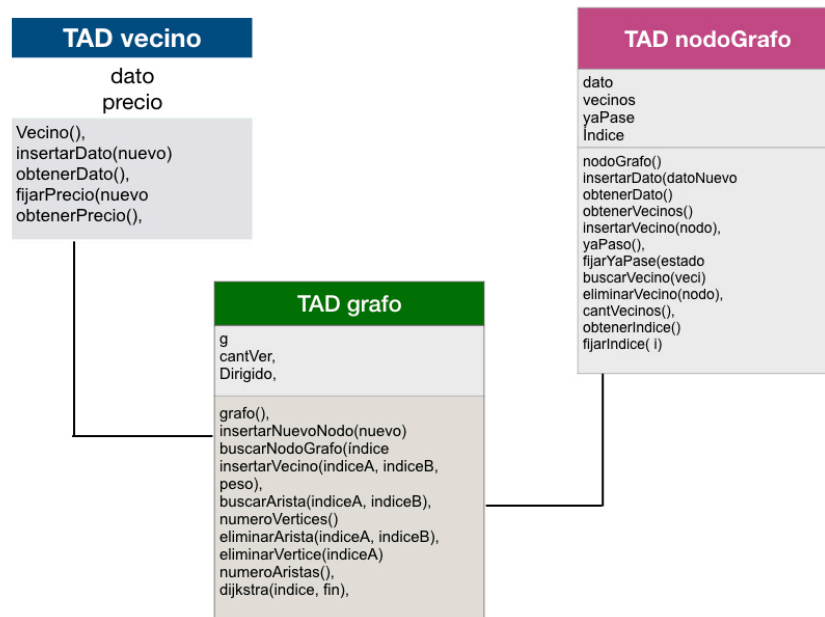 TAD vecino
dato
precio
Vecino(),
insertarDato(nuevo)
obtenerDato(),
fijarPrecio(nuevo
obtenerPrecio(),
TAD nodoGrafo
dato
vecinos
yaPase
Índice
nodoGrafo()
insertarDato(datoNuevo
obtenerDato()
obtenerVecinos()
insertarVecino(nodo),
yaPaso(),
fijarYaPase(estado
buscarVecino(veci)
eliminarVecino(nodo),
cantVecinos(),
obtenerIndice()
fijarIndice( i)
TAD grafo
g
cantVer,
Dirigido,
grafo(),
insertarNuevoNodo(nuevo)
buscarNodoGrafo(índice
insertarVecino(indiceA, indiceB,
peso),
buscarArista(indiceA, indiceB),
numeroVertices()
eliminarArista(indiceA, indiceB),
eliminarVertice(indiceA)
numeroAristas(),
dijkstra(indice, fin),